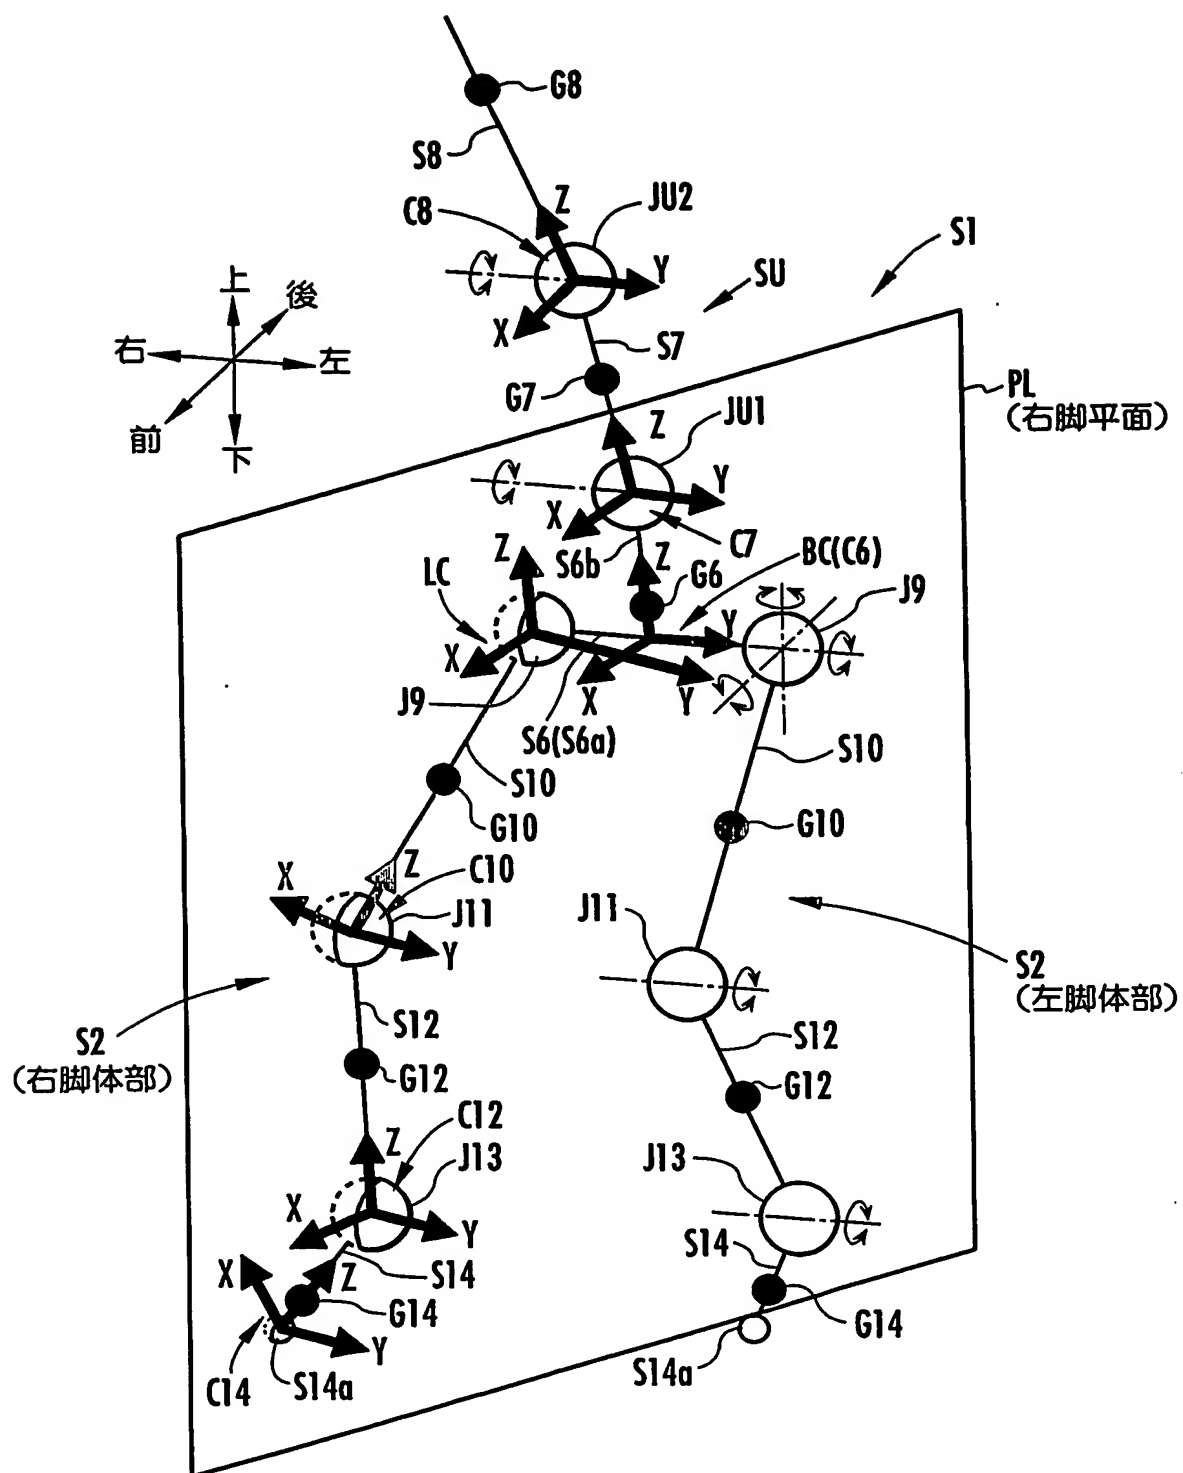 G8
S8
Z
JU2
C8
S1
Y
SU
上
後
X
S7
右
左
G7
PL
(右脚平面)
Z
JU1
前
下
Y
X
C7
Z
S6b
Z
G6
BC(C6)
LC
J9
Y
X
J9
X
Y
S6(S6a)
S10
S10
G10
G10
Z
C10
X
J11
J11
Y
S2
(左脚体部)
S12
S12
S2
(右脚体部)
G12
G12
C12
Z
J13
J13
X
Y
S14
X
Z
S14
G14
Y
G14
C14
S14a
S14a